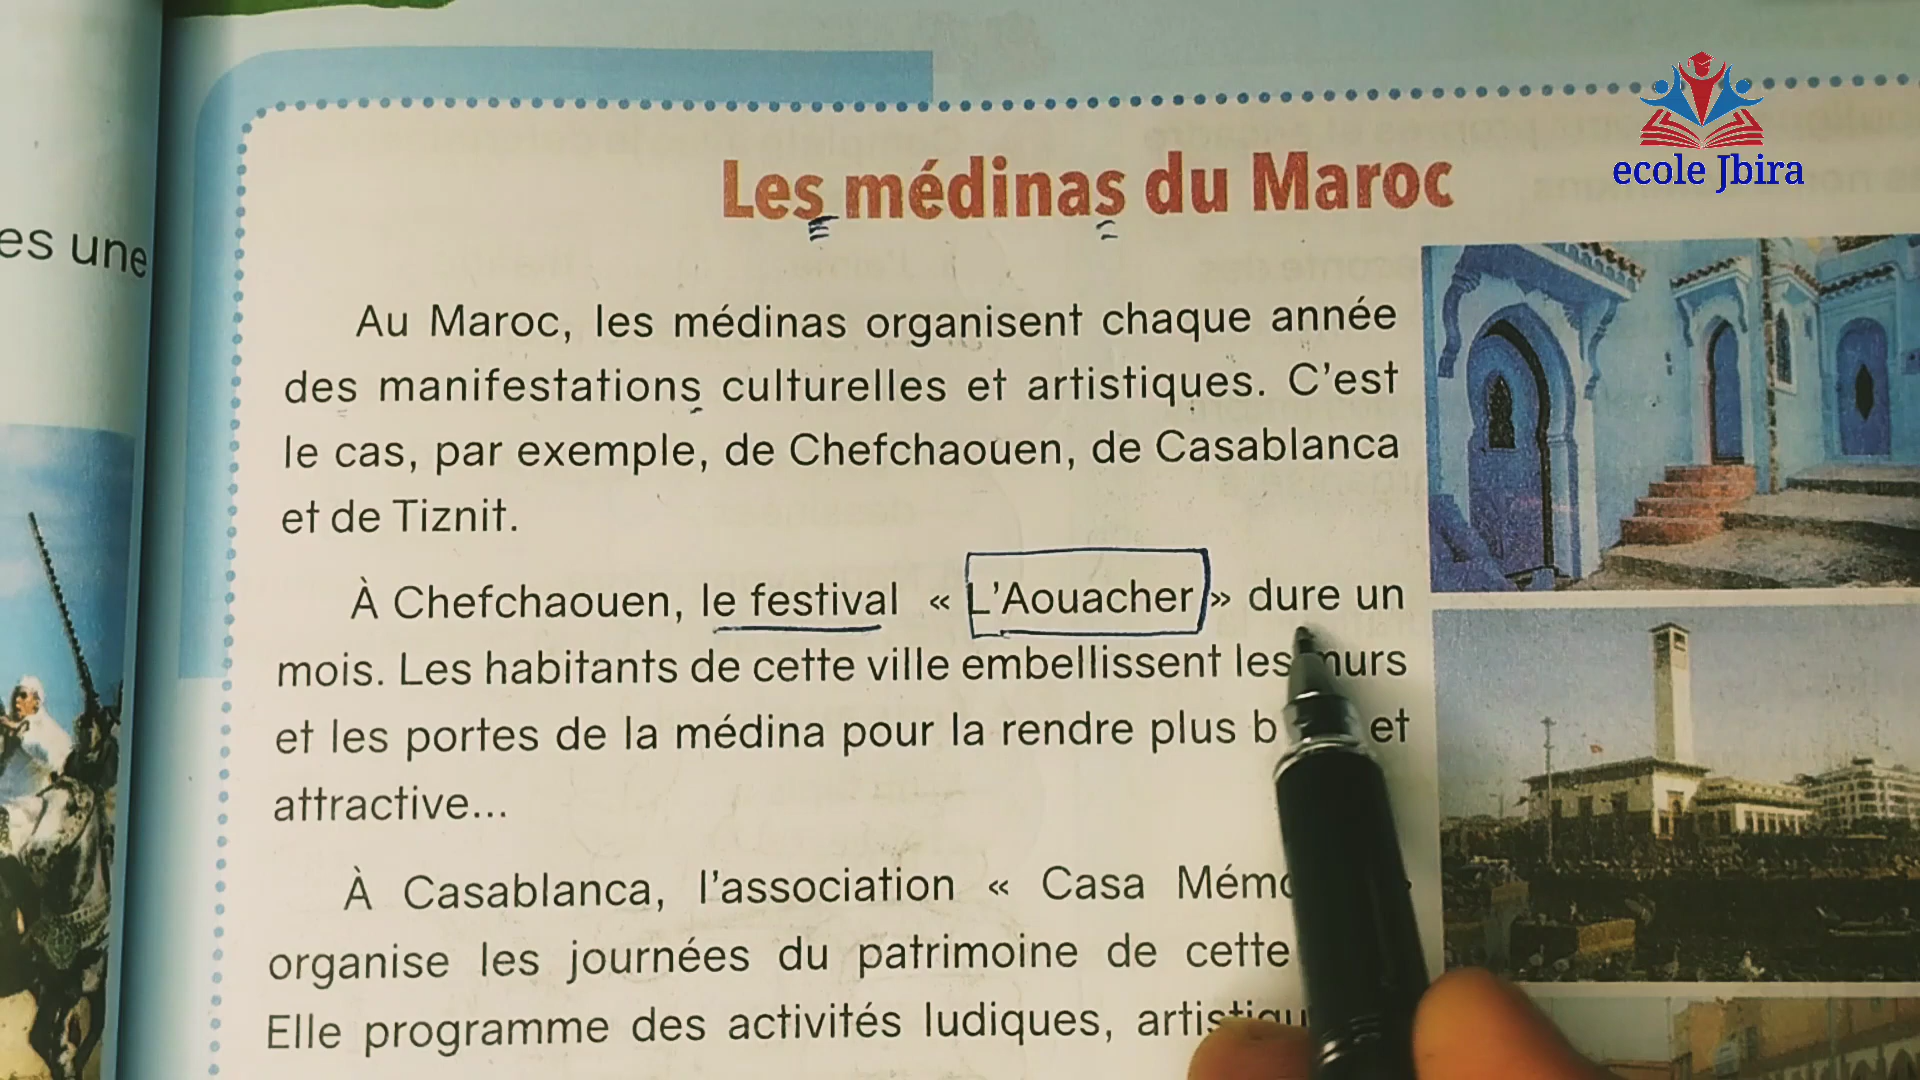 ecole Jbira
es une
Les médinas du Maroc
Au Maroc, les médinas organisent chaque année
des manifestations culturelles et artistiques. C'est
le cas, par exemple, de Chefchaouen, de Casablanca
et de Tiznit.
À Chefchaouen, le festival « L'Aouacher » dure un
mois. Les habitants de cette ville embellissent les murs
et les portes de la médina pour la rendre plus b et
attractive...
À Casablanca, l'association « Casa Mémo
organise les journées du patrimoine de cette
Elle programme des activités ludiques, artistiqu